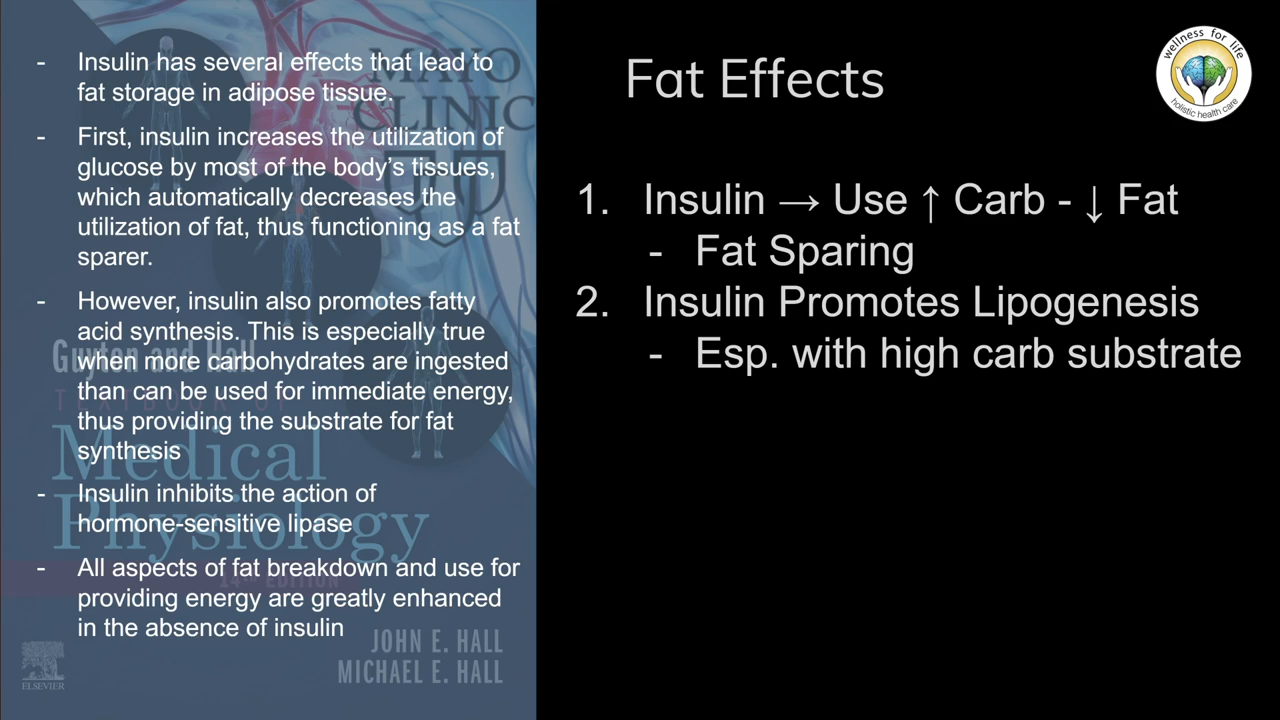 - Insulin has several effects that lead to
fat storage in adipose tissue.
- First, insulin increases the utilization of
glucose by most of the body's tissues,
which automatically decreases the
utilization of fat, thus functioning as a fat
sparer.
- However, insulin also promotes fatty
acid synthesis. This is especially true
when more carbohydrates are ingested
than can be used for immediate energy,
thus providing the substrate for fat
synthesis
- Insulin inhibits the action of
hormone-sensitive lipase
- All aspects of fat breakdown and use for
providing energy are greatly enhanced
in the absence of insulin
MAYO
CLINIC
Guyton and Hall
TEXTBOOK OF
Medical
Physiology
14TH EDITION
JOHN E. HALL
MICHAEL E. HALL
ELSEVIER
Fat Effects
1. Insulin → Use ↑ Carb - ↓ Fat
- Fat Sparing
2. Insulin Promotes Lipogenesis
- Esp. with high carb substrate
wellness for life
holistic health care